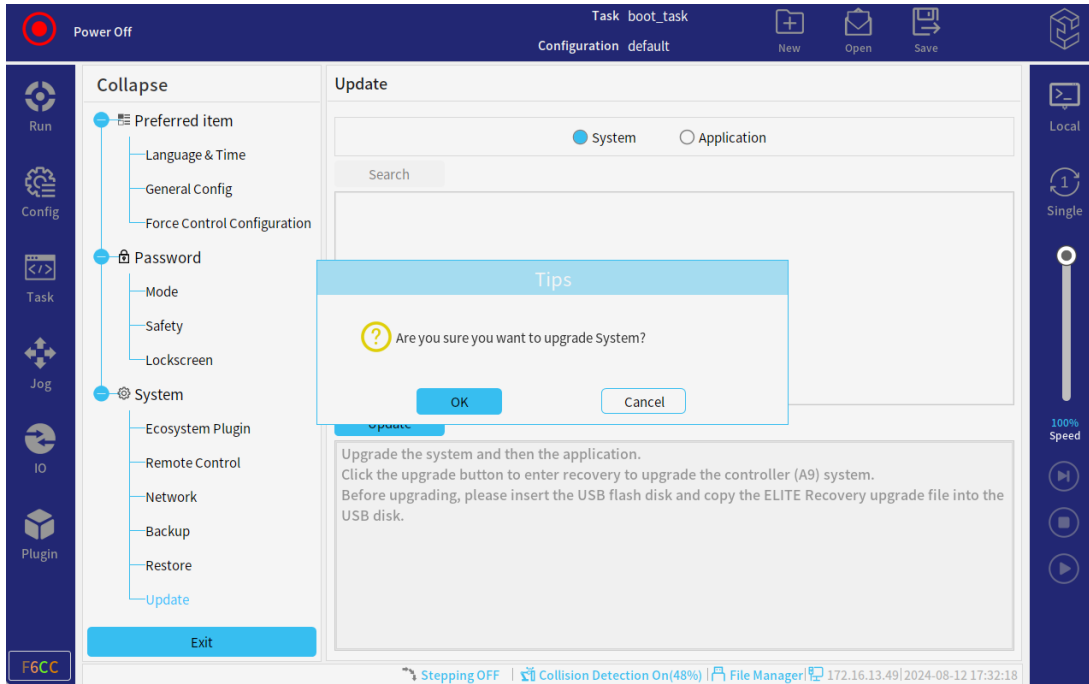 Power Off
Task boot_task
Configuration default
New
Open
Save
Run
Config
Task
Jog
IO
Plugin
F6CC
Collapse
Preferred item
Language & Time
General Config
Force Control Configuration
Password
Mode
Safety
Lockscreen
System
Ecosystem Plugin
Remote Control
Network
Backup
Restore
Update
Exit
Update
System
Application
Search
Tips
Are you sure you want to upgrade System?
OK
Cancel
Update
Upgrade the system and then the application.
Click the upgrade button to enter recovery to upgrade the controller (A9) system.
Before upgrading, please insert the USB flash disk and copy the ELITE Recovery upgrade file into the
USB disk.
Local
1
Single
100%
Speed
Stepping OFF | Collision Detection On(48%) | File Manager| 172.16.13.49|2024-08-12 17:32:18